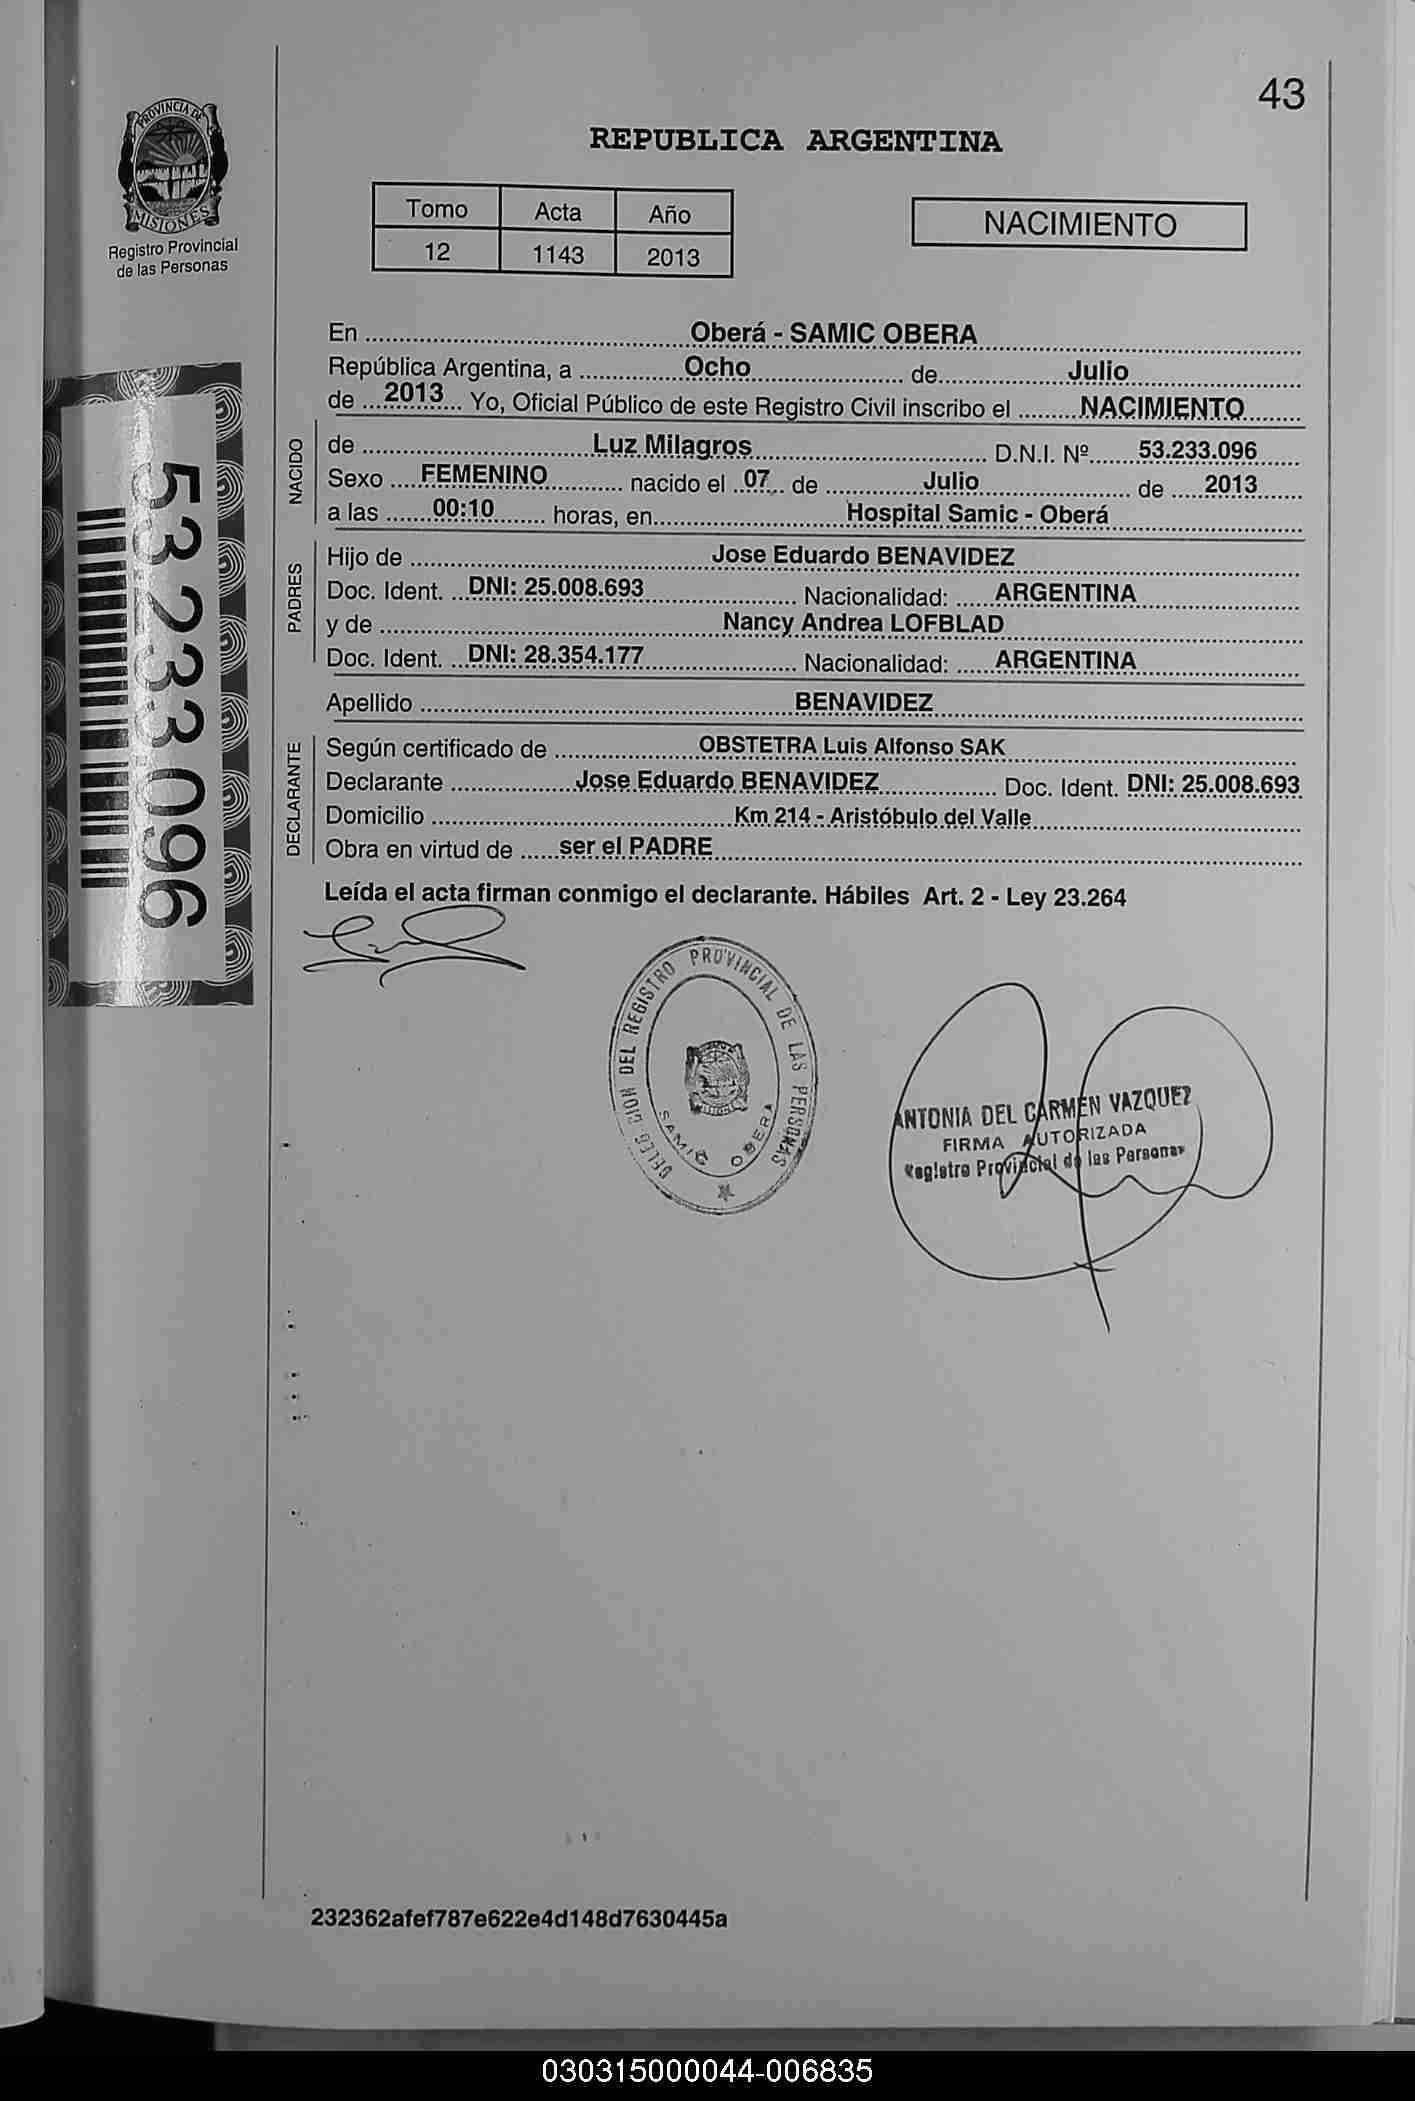 43
PROVINCIA DE
MISIONES
Registro Provincial
de las Personas
REPUBLICA ARGENTINA
Tomo Acta Año
12 1143 2013
NACIMIENTO
53233096
En Oberá - SAMIC OBERA
República Argentina, a Ocho de Julio
de 2013 Yo, Oficial Público de este Registro Civil inscribo el NACIMIENTO
NACIDO
de Luz Milagros D.N.I. Nº 53.233.096
Sexo FEMENINO nacido el 07 de Julio de 2013
a las 00:10 horas, en Hospital Samic - Oberá
PADRES
Hijo de Jose Eduardo BENAVIDEZ
Doc. Ident. DNI: 25.008.693 Nacionalidad: ARGENTINA
y de Nancy Andrea LOFBLAD
Doc. Ident. DNI: 28.354.177 Nacionalidad: ARGENTINA
Apellido BENAVIDEZ
DECLARANTE
Según certificado de OBSTETRA Luis Alfonso SAK
Declarante Jose Eduardo BENAVIDEZ Doc. Ident. DNI: 25.008.693
Domicilio Km 214 - Aristóbulo del Valle
Obra en virtud de ser el PADRE
Leída el acta firman conmigo el declarante. Hábiles Art. 2 - Ley 23.264
DEL REGISTRO PROVINCIAL DE LAS PERSONAS
SAMIC OBERA
ANTONIA DEL CARMEN VAZQUEZ
FIRMA AUTORIZADA
Registro Provincial de las Personas
232362afef787e622e4d148d7630445a
030315000044-006835